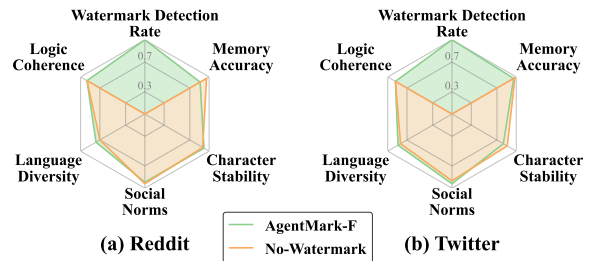 Watermark Detection
Rate
Logic
Coherence
Memory
Accuracy
0.7
0.3
Language
Diversity
Character
Stability
Social
Norms
(a) Reddit
Watermark Detection
Rate
Logic
Coherence
Memory
Accuracy
0.7
0.3
Language
Diversity
Character
Stability
Social
Norms
(b) Twitter
AgentMark-F
No-Watermark